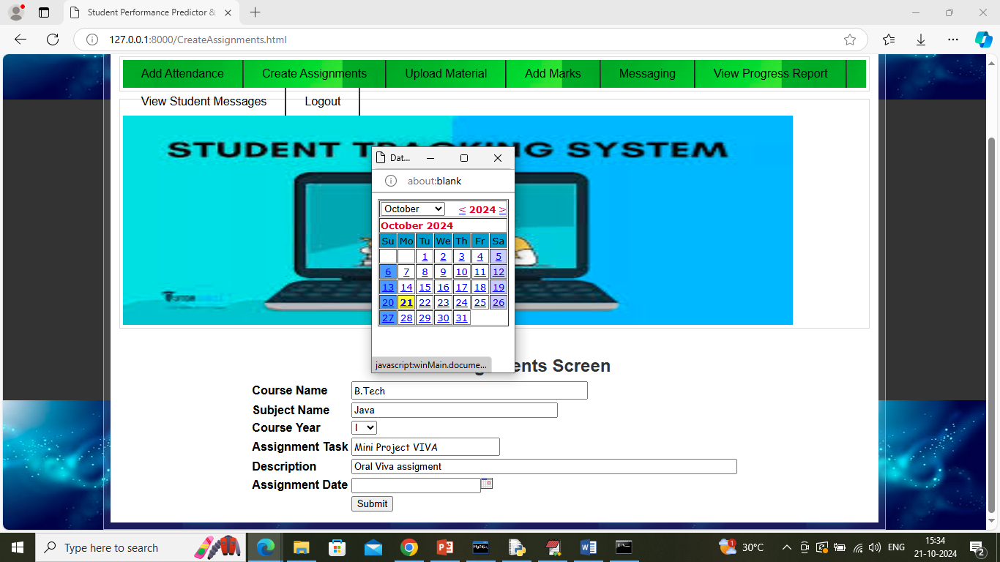 Student Performance Predictor &
127.0.0.1:8000/CreateAssignments.html
Add Attendance Create Assignments Upload Material Add Marks Messaging View Progress Report
View Student Messages Logout
STUDENT TRACKING SYSTEM
Dat...
about:blank
October < 2024 >
October 2024
Su Mo Tu We Th Fr Sa
1 2 3 4 5
6 7 8 9 10 11 12
13 14 15 16 17 18 19
20 21 22 23 24 25 26
27 28 29 30 31
javascript:winMain.docume...
ents Screen
Course Name B.Tech
Subject Name Java
Course Year I
Assignment Task Mini Project VIVA
Description Oral Viva assigment
Assignment Date
Submit
Type here to search
30°C
ENG
15:34
21-10-2024
2